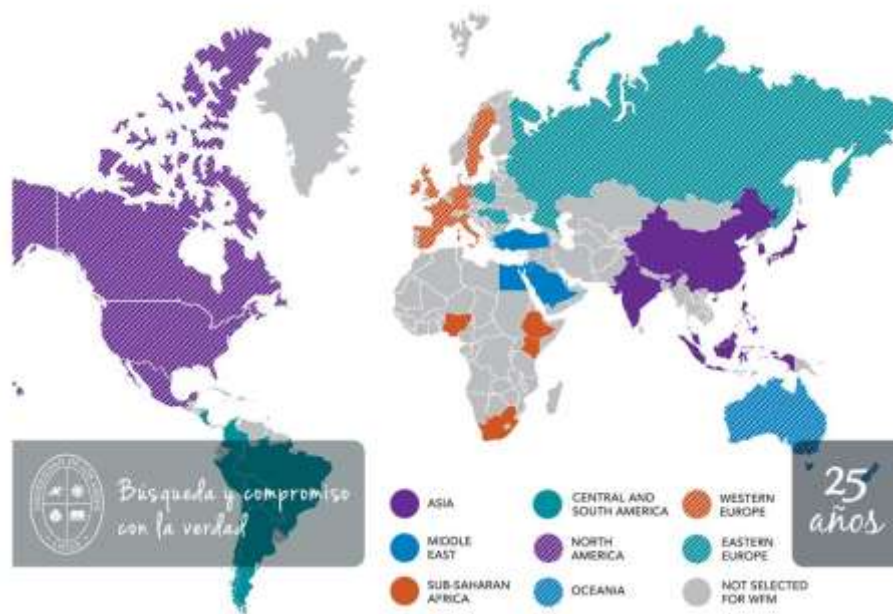 Búsqueda y compromiso
con la verdad
25
años
ASIA
MIDDLE
EAST
SUB-SAHARAN
AFRICA
CENTRAL AND
SOUTH AMERICA
NORTH
AMERICA
OCEANIA
WESTERN
EUROPE
EASTERN
EUROPE
NOT SELECTED
FOR WFM